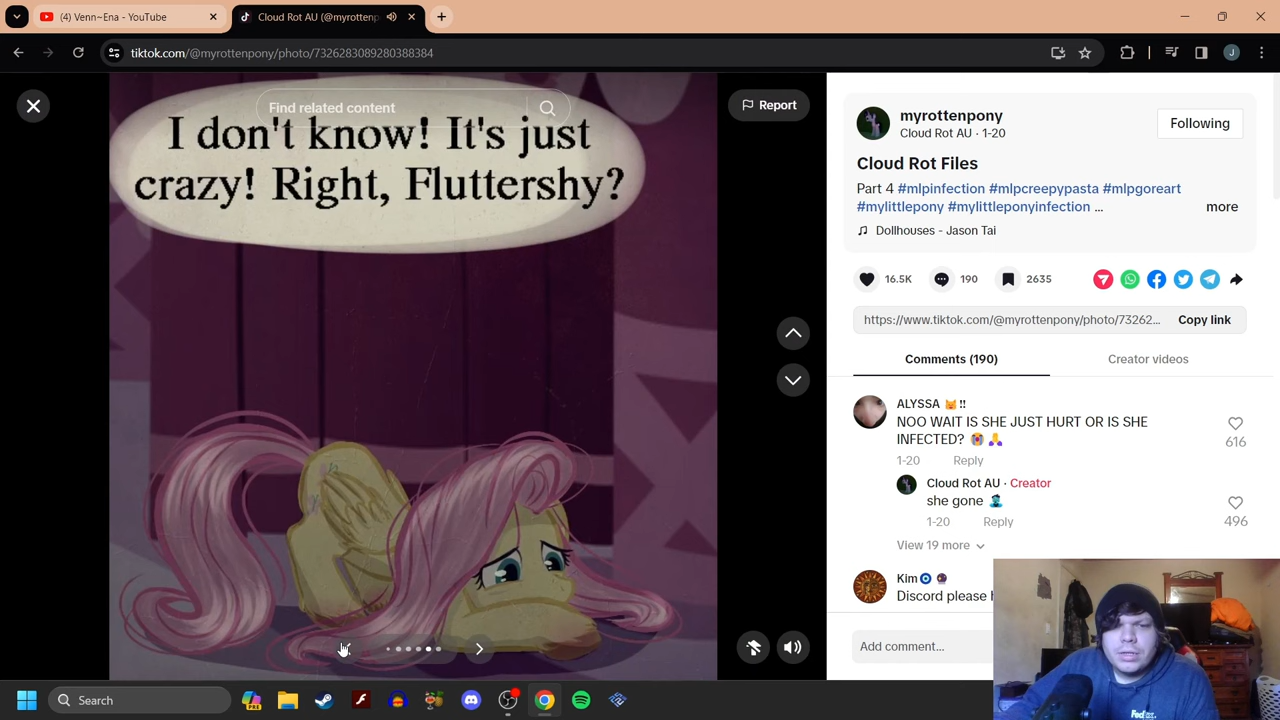 (4) Venn~Ena - YouTube
Cloud Rot AU (@myrottenp
tiktok.com/@myrottenpony/photo/7326283089280388384
J
Find related content
Report
I don't know! It's just
crazy! Right, Fluttershy?
myrottenpony
Cloud Rot AU · 1-20
Following
Cloud Rot Files
Part 4 #mlpinfection #mlpcreepypasta #mlpgoreart
#mylittlepony #mylittleponyinfection ...
more
Dollhouses - Jason Tai
16.5K
190
2635
https://www.tiktok.com/@myrottenpony/photo/73262...
Copy link
Comments (190)
Creator videos
ALYSSA !!
NOO WAIT IS SHE JUST HURT OR IS SHE
INFECTED?
616
1-20
Reply
Cloud Rot AU · Creator
she gone
496
1-20
Reply
View 19 more
Kim
Discord please
Add comment...
Search
PRE
FedEx